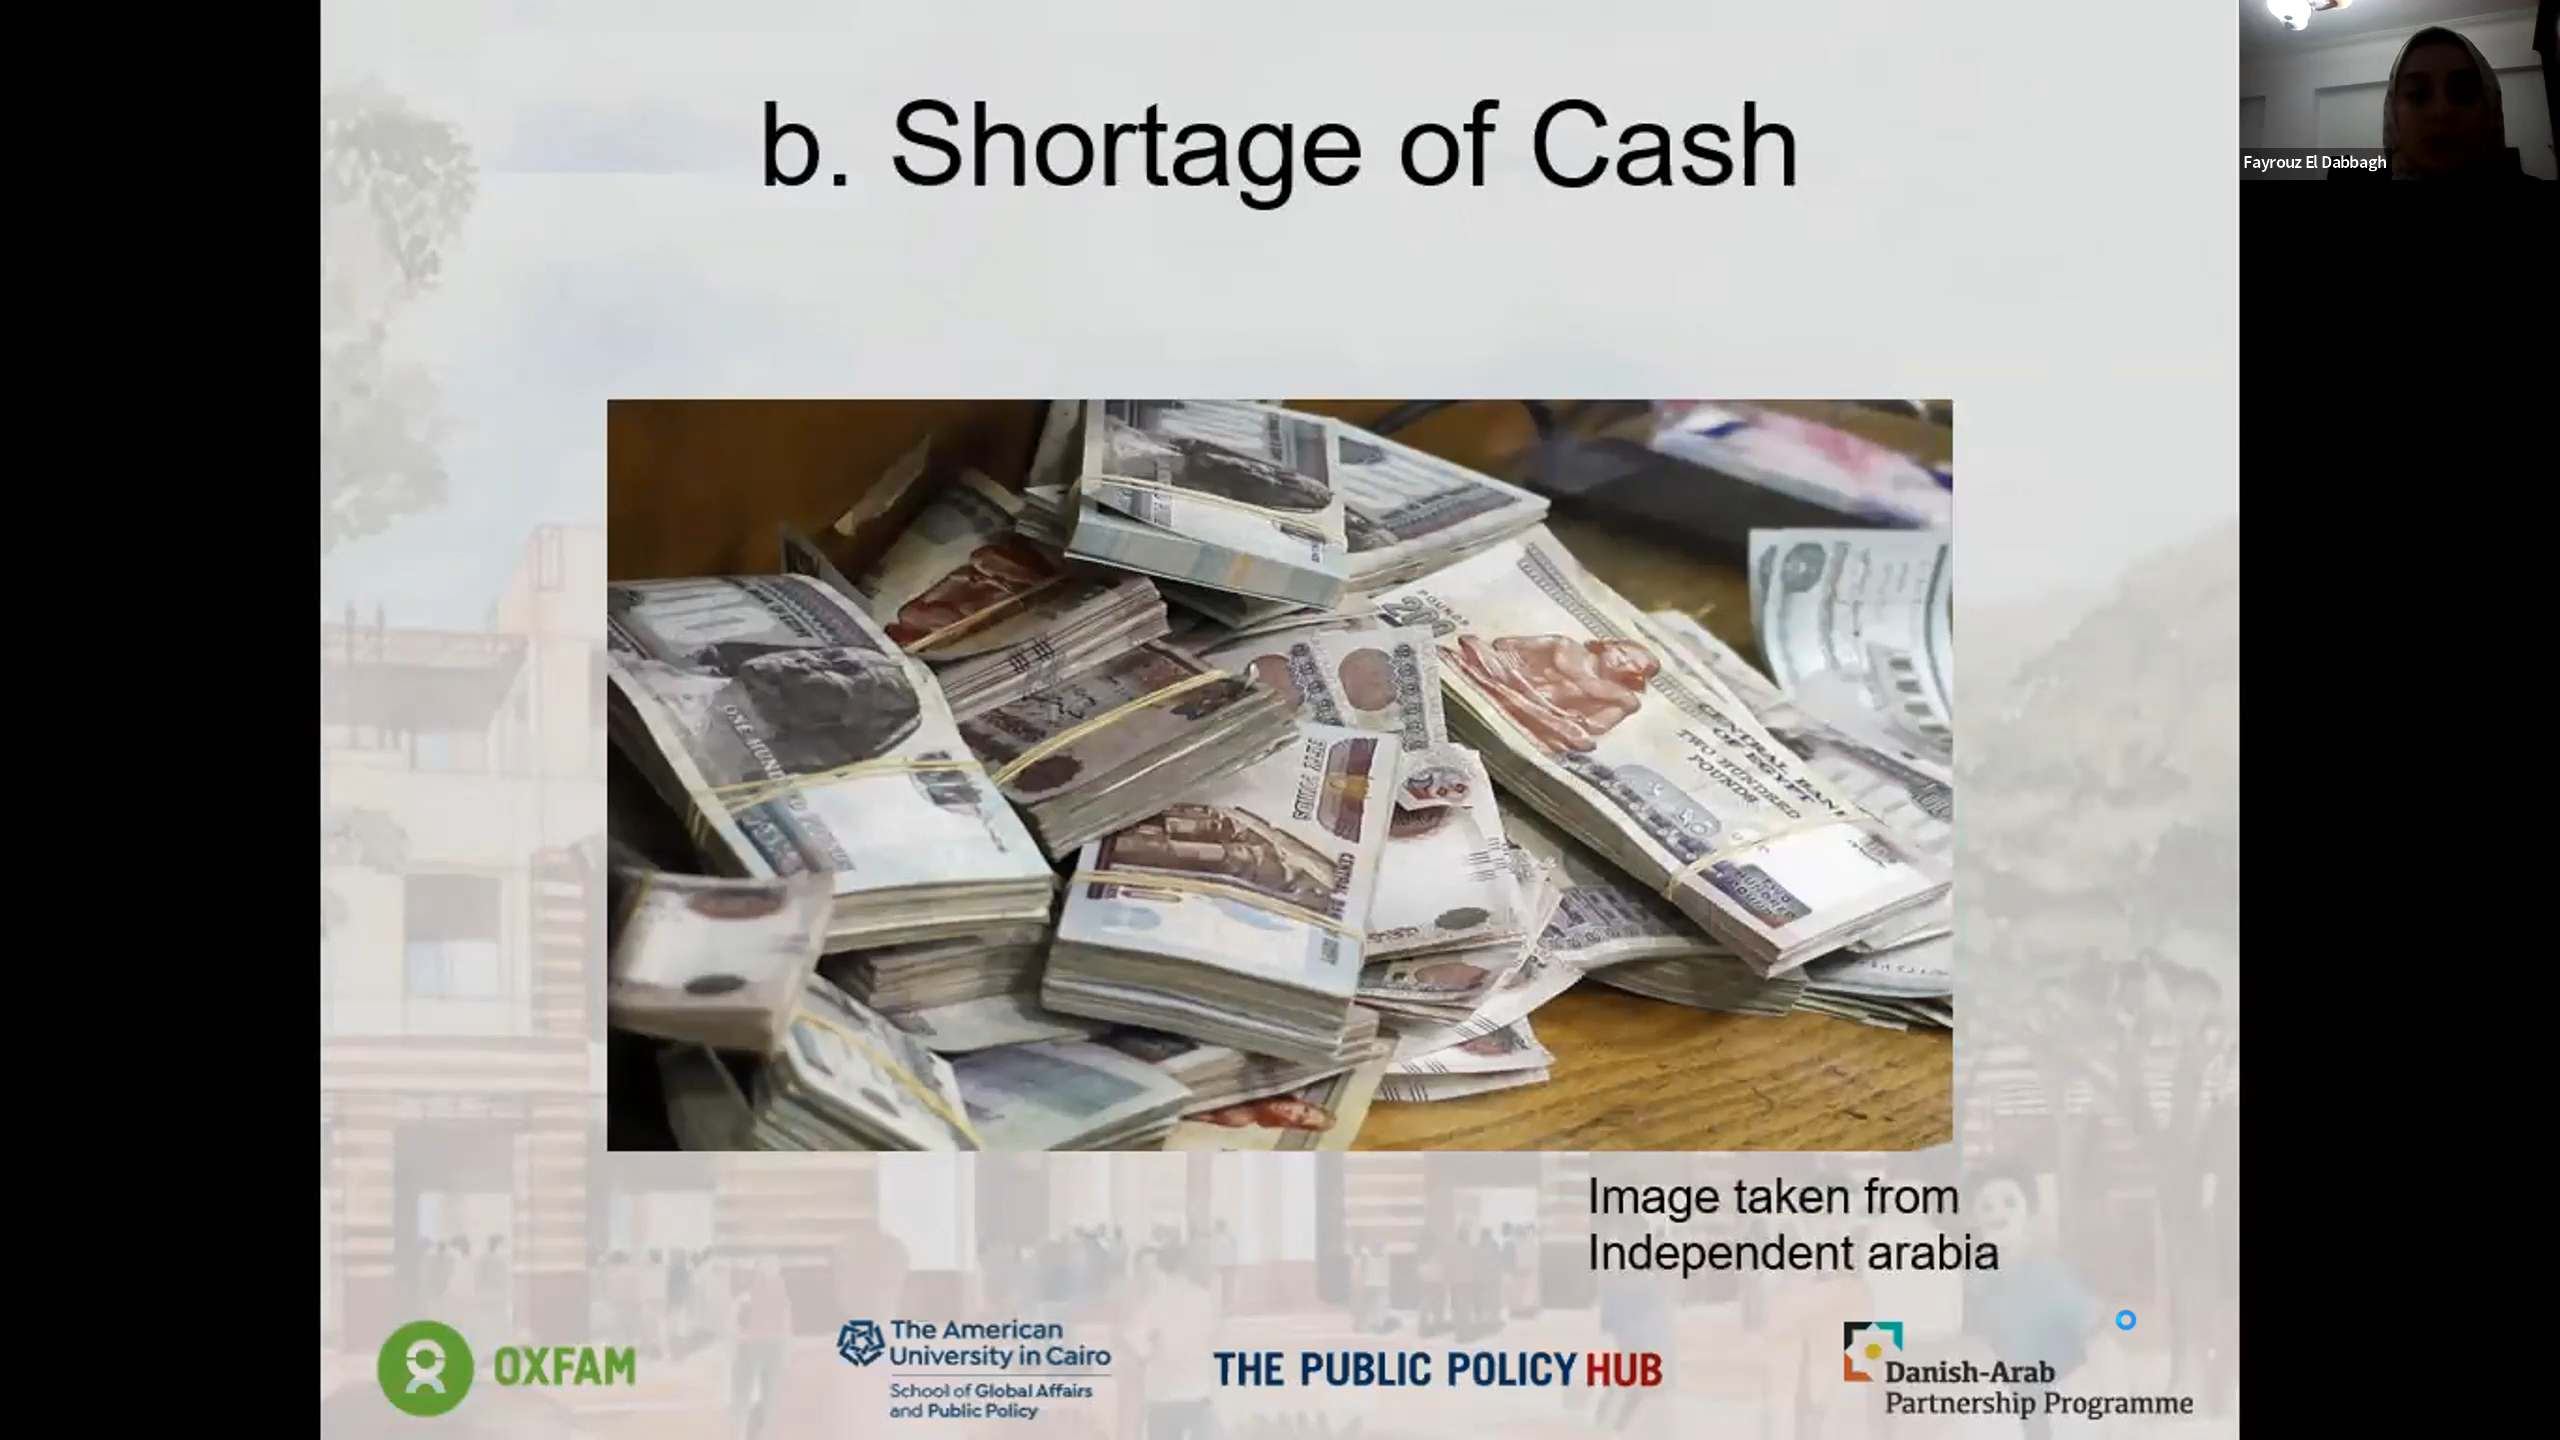 b. Shortage of Cash
Fayrouz El Dabbagh
POUNDS
200
ONE HUNDRED
CENTRAL BANK
OF EGYPT
TWO HUNDRED
POUNDS
Image taken from
Independent arabia
OXFAM
The American
University in Cairo
School of Global Affairs
and Public Policy
THE PUBLIC POLICY HUB
Danish-Arab
Partnership Programme